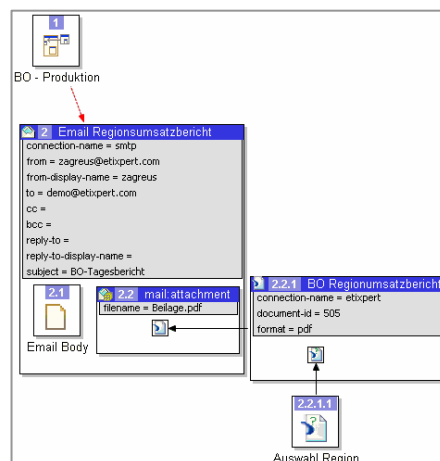 1
BO - Produktion
2 Email Regionsumsatzbericht
connection-name = smtp
from = zagreus@etixpert.com
from-display-name = zagreus
to = demo@etixpert.com
cc =
bcc =
reply-to =
reply-to-display-name =
subject = BO-Tagesbericht
2.1
Email Body
2.2 mail.attachment
filename = Beilage.pdf
2.2.1 BO Regionumsatzbericht
connection-name = etixpert
document-id = 505
format = pdf
2.2.1.1
Auswahl Region